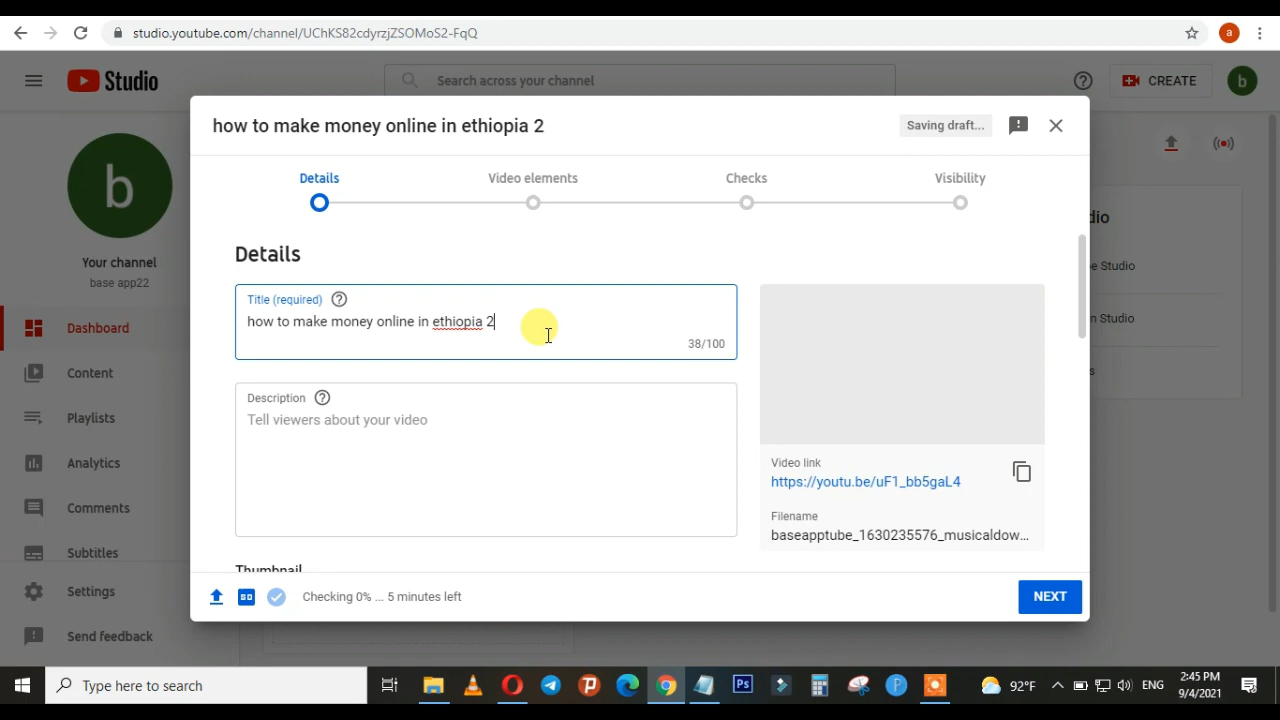 studio.youtube.com/channel/UChKS82cdyrzjZSOMoS2-FqQ
a
Studio
Search across your channel
CREATE
b
b
Your channel
base app22
Dashboard
Content
Playlists
Analytics
Comments
Subtitles
Settings
Send feedback
how to make money online in ethiopia 2
Saving draft...
Details
Video elements
Checks
Visibility
Details
Title (required)
how to make money online in ethiopia 2
38/100
Description
Tell viewers about your video
Thumbnail
Video link
https://youtu.be/uF1_bb5gaL4
Filename
baseapptube_1630235576_musicaldow...
SD
Checking 0% ... 5 minutes left
NEXT
dio
e Studio
n Studio
s
Type here to search
Ps
92°F
ENG
2:45 PM
9/4/2021